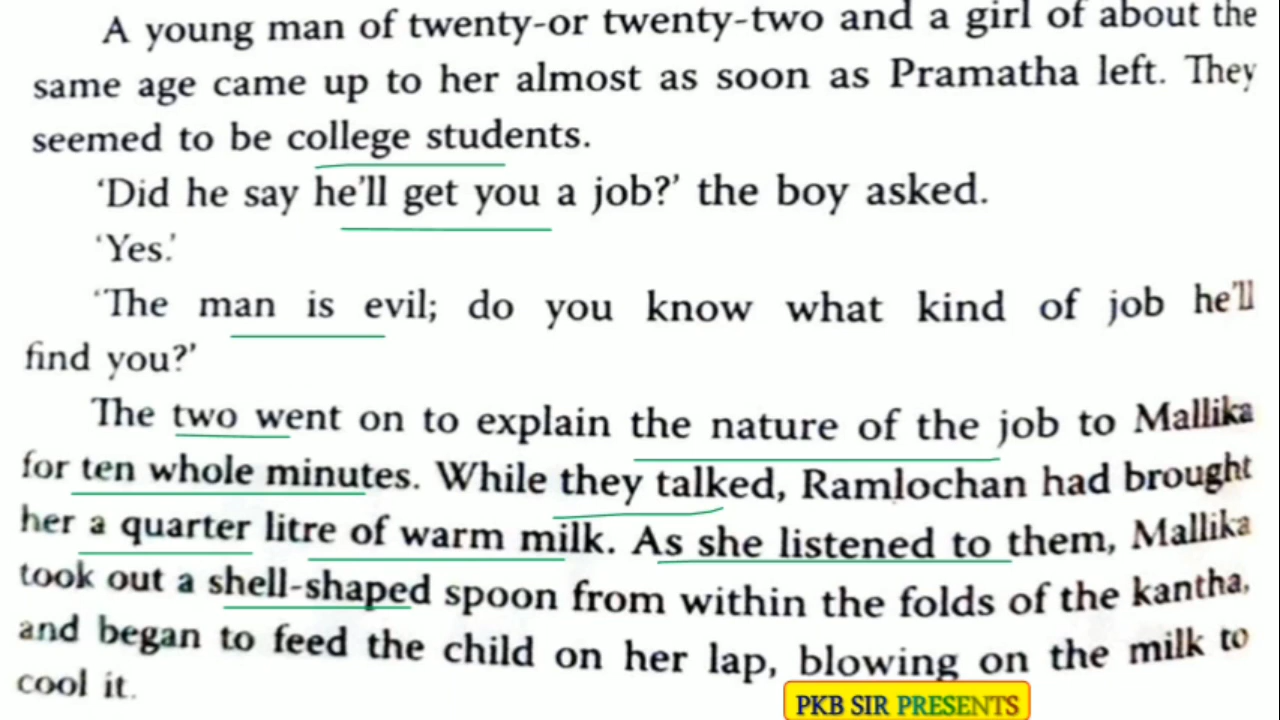 A young man of twenty-or twenty-two and a girl of about the
same age came up to her almost as soon as Pramatha left. They
seemed to be college students.
‘Did he say he’ll get you a job?’ the boy asked.
‘Yes.’
‘The man is evil; do you know what kind of job he’ll
find you?’
The two went on to explain the nature of the job to Mallika
for ten whole minutes. While they talked, Ramlochan had brought
her a quarter litre of warm milk. As she listened to them, Mallika
took out a shell-shaped spoon from within the folds of the kantha,
and began to feed the child on her lap, blowing on the milk to
cool it.
PKB SIR PRESENTS